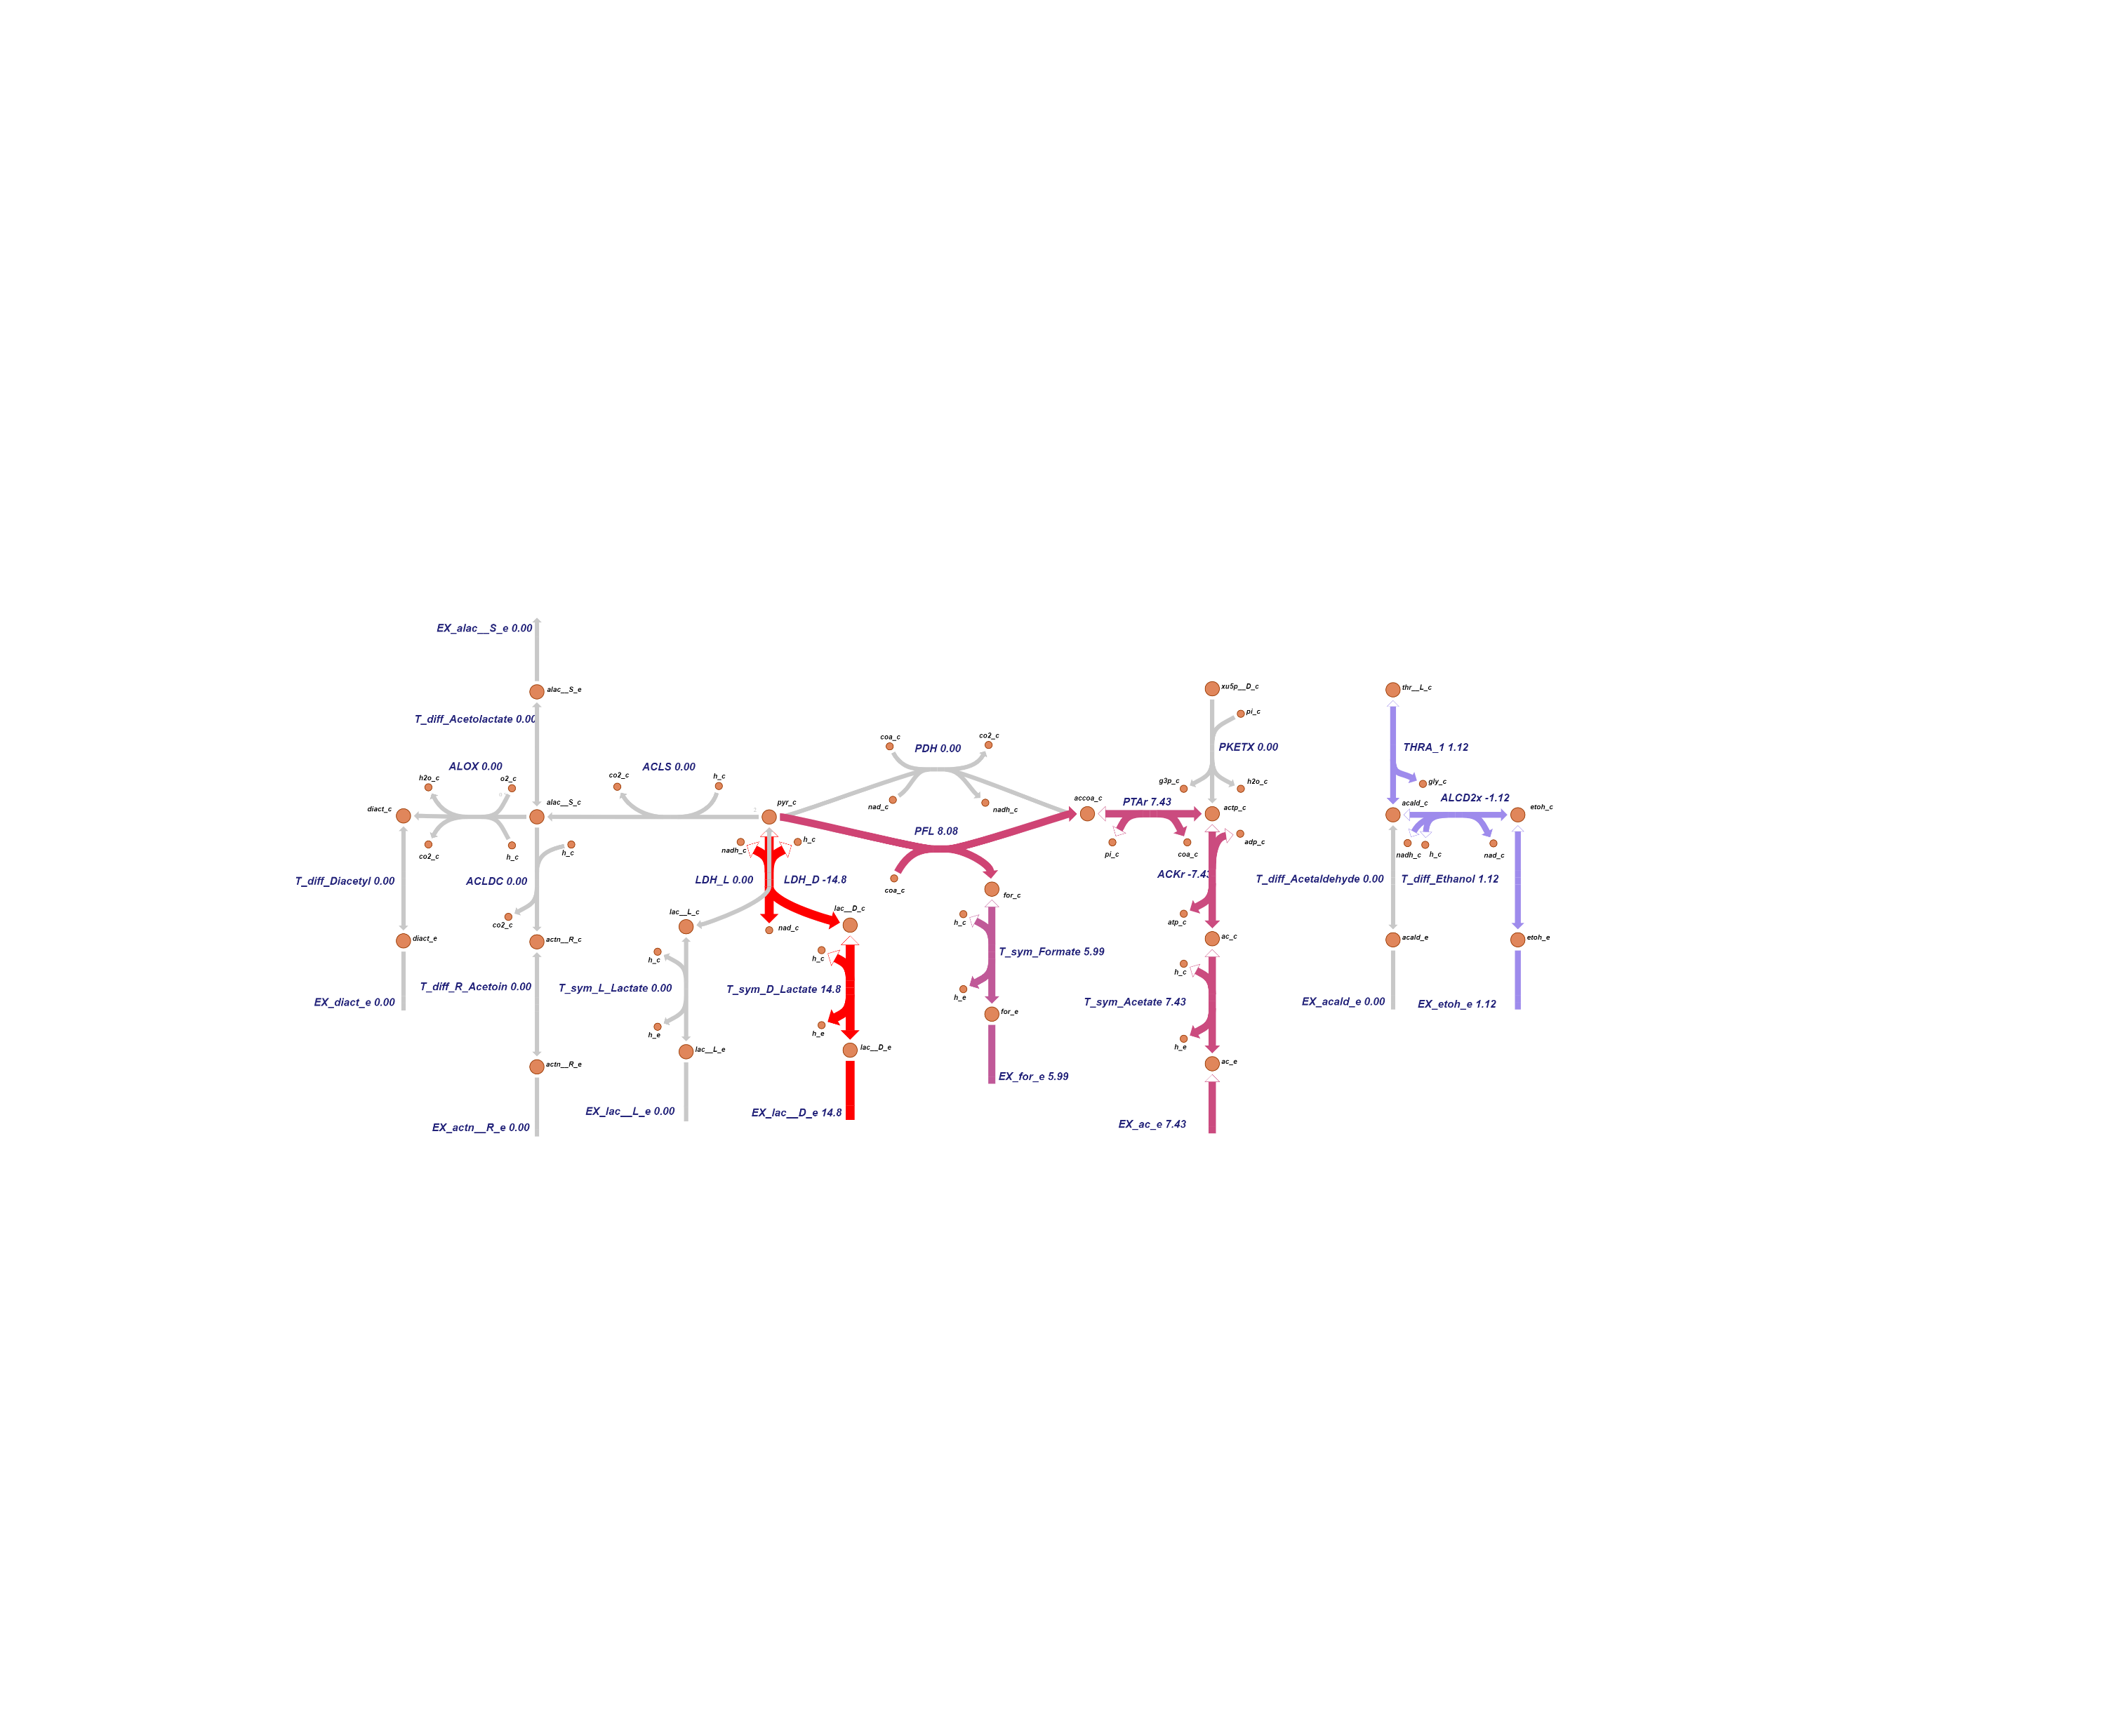 EX_alac__S_e 0.00
alac__S_e
xu5p__D_c
thr__L_c
pi_c
T_diff_Acetolactate 0.00
coa_c
co2_c
PDH 0.00
PKETX 0.00
THRA_1 1.12
ALOX 0.00
ACLS 0.00
h2o_c
o2_c
co2_c
h_c
g3p_c
h2o_c
gly_c
nad_c
nadh_c
accoa_c
PTAr 7.43
ALCD2x -1.12
diact_c
alac__S_c
pyr_c
actp_c
acald_c
etoh_c
PFL 8.08
co2_c
h_c
h_c
nadh_c
h_c
pi_c
coa_c
adp_c
nadh_c
h_c
nad_c
T_diff_Diacetyl 0.00
ACLDC 0.00
LDH_L 0.00
LDH_D -14.8
coa_c
ACKr -7.43
T_diff_Acetaldehyde 0.00
T_diff_Ethanol 1.12
for_c
lac__L_c
lac__D_c
co2_c
nad_c
h_c
atp_c
diact_e
actn__R_c
ac_c
acald_e
etoh_e
h_c
h_c
T_sym_Formate 5.99
h_c
T_diff_R_Acetoin 0.00
T_sym_L_Lactate 0.00
T_sym_D_Lactate 14.8
h_e
T_sym_Acetate 7.43
EX_diact_e 0.00
EX_acald_e 0.00
EX_etoh_e 1.12
for_e
h_e
h_e
h_e
lac__L_e
lac__D_e
actn__R_e
ac_e
EX_for_e 5.99
EX_lac__L_e 0.00
EX_lac__D_e 14.8
EX_actn__R_e 0.00
EX_ac_e 7.43